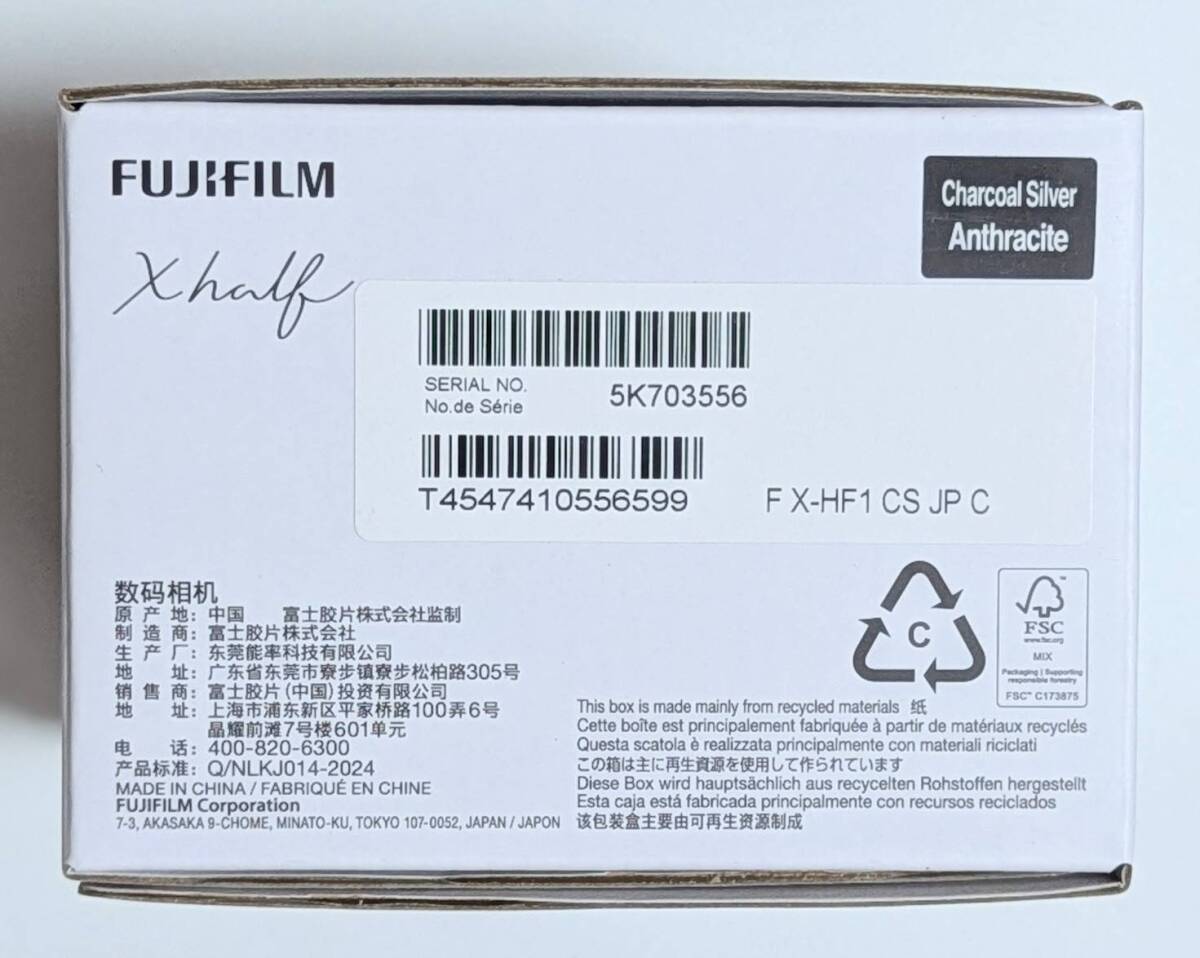 FUJIFILM
X half
Charcoal Silver
Anthracite
SERIAL NO.
No.de Série
5K703556
T4547410556599
F X-HF1 CS JP C
数码相机
原产地：中国 富士胶片株式会社监制
制造商：富士胶片株式会社
生产厂：东莞能率科技有限公司
地址：广东省东莞市寮步镇寮步松柏路305号
销售商：富士胶片(中国)投资有限公司
地址：上海市浦东新区平家桥路100弄6号
晶耀前滩7号楼601单元
电话：400-820-6300
产品标准：Q/NLKJ014-2024
MADE IN CHINA / FABRIQUÉ EN CHINE
FUJIFILM Corporation
7-3, AKASAKA 9-CHOME, MINATO-KU, TOKYO 107-0052, JAPAN / JAPON
C
FSC™
www.fsc.org
MIX
Packaging | Supporting
responsible forestry
FSC™ C173875
This box is made mainly from recycled materials 纸
Cette boîte est principalement fabriquée à partir de matériaux recyclés
Questa scatola è realizzata principalmente con materiali riciclati
この箱は主に再生資源を使用して作られています
Diese Box wird hauptsächlich aus recycelten Rohstoffen hergestellt
Esta caja está fabricada principalmente con recursos reciclados
该包装盒主要由可再生资源制成